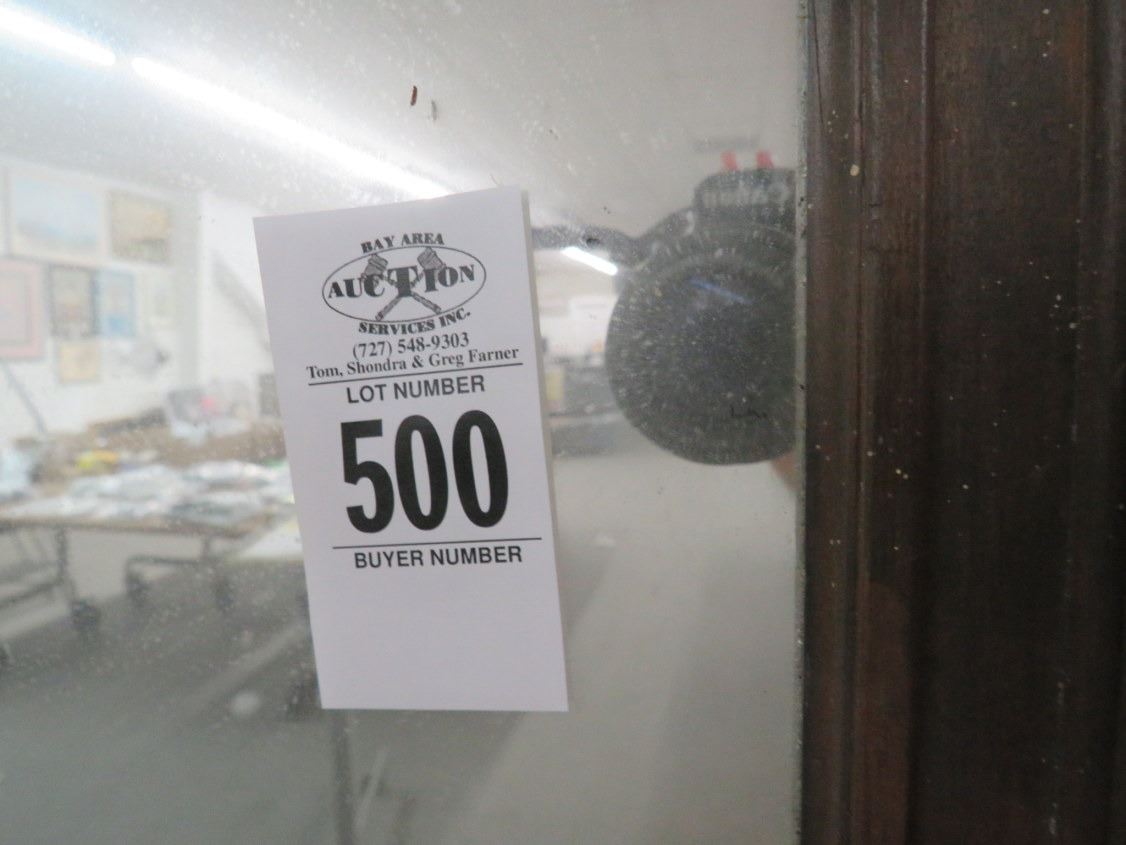 BAY AREA
AUCTION
SERVICES INC.
(727) 548-9303
Tom, Shondra & Greg Farner
LOT NUMBER
500
BUYER NUMBER